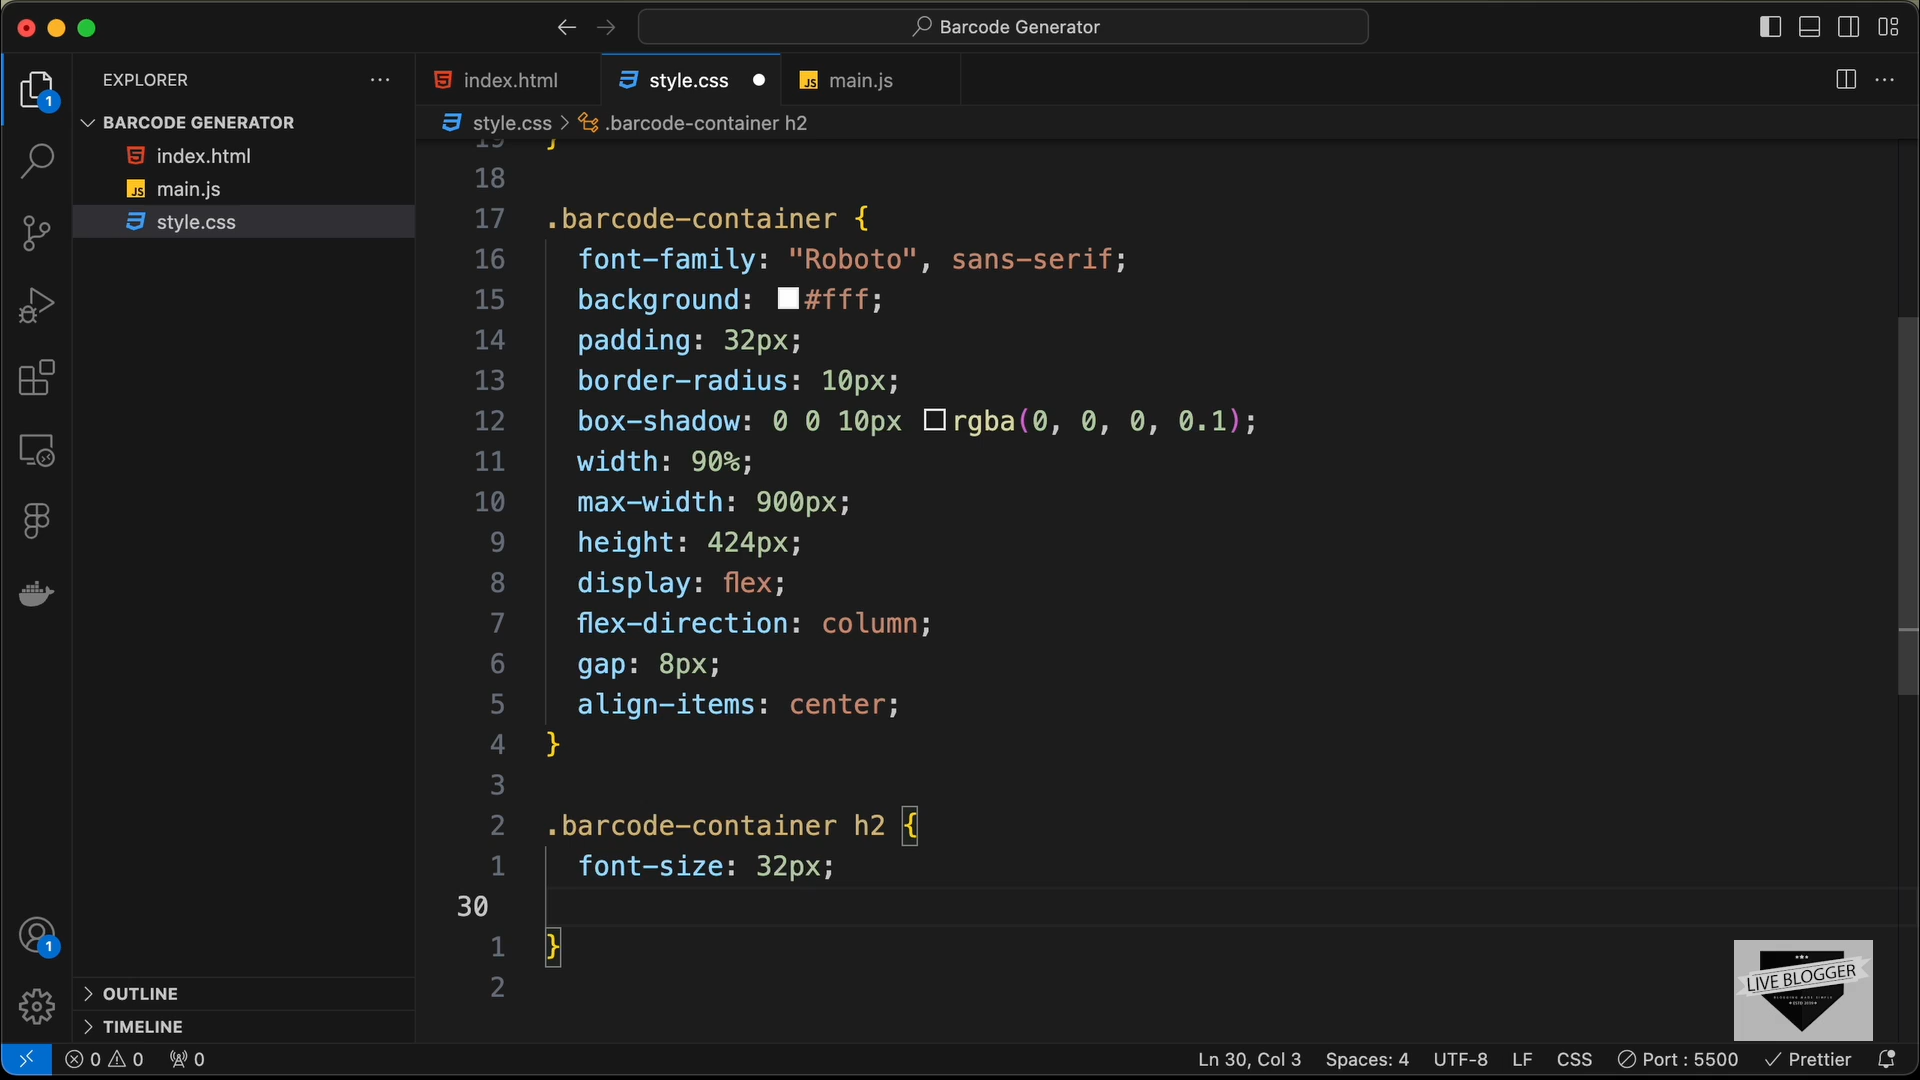 Barcode Generator
EXPLORER
index.html
style.css
main.js
BARCODE GENERATOR
style.css > .barcode-container h2
index.html
main.js
style.css
19 }
18
17 .barcode-container {
16 font-family: "Roboto", sans-serif;
15 background: #fff;
14 padding: 32px;
13 border-radius: 10px;
12 box-shadow: 0 0 10px rgba(0, 0, 0, 0.1);
11 width: 90%;
10 max-width: 900px;
9 height: 424px;
8 display: flex;
7 flex-direction: column;
6 gap: 8px;
5 align-items: center;
4 }
3
2 .barcode-container h2 {
1 font-size: 32px;
30
1 }
2
1
1
OUTLINE
TIMELINE
LIVE BLOGGER
0 0 0
Ln 30, Col 3 Spaces: 4 UTF-8 LF CSS Port : 5500 Prettier